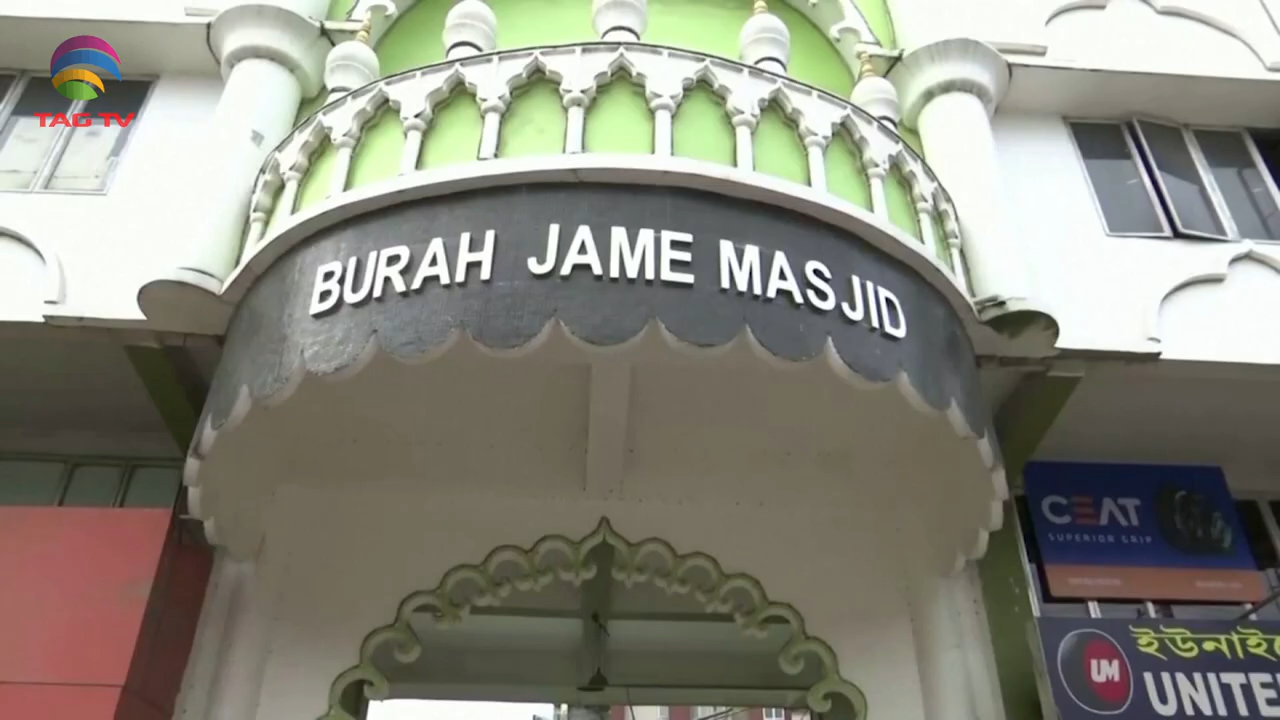 TAG TV
BURAH JAME MASJID
CEAT
SUPERIOR GRIP
UM
ইউনাই
UNITE